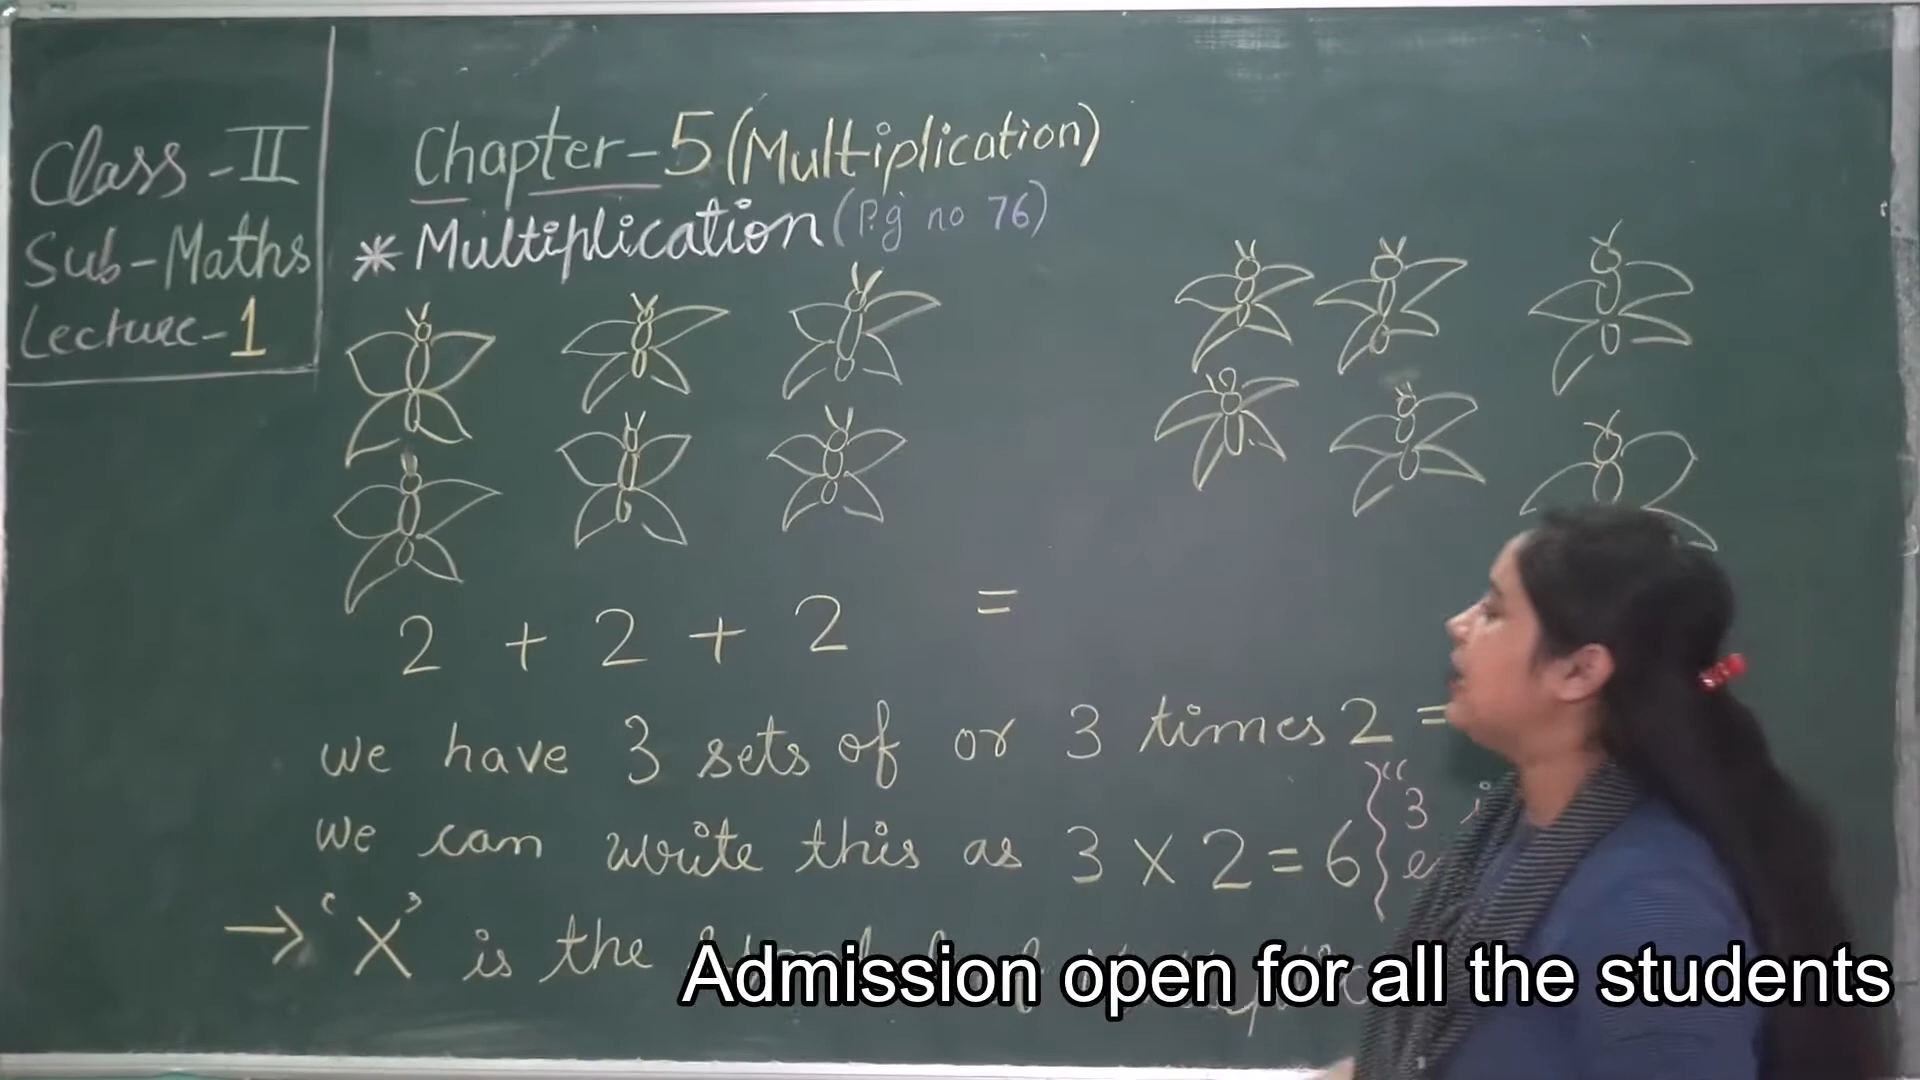 Class - II
Sub - Maths
Lecture - 1
Chapter - 5 (Multiplication)
* Multiplication (P.g no 76)
2 + 2 + 2 =
we have 3 sets of or 3 times 2 =
we can write this as 3 × 2 = 6 { " 3
→ ' X ' is the
Admission open for all the students